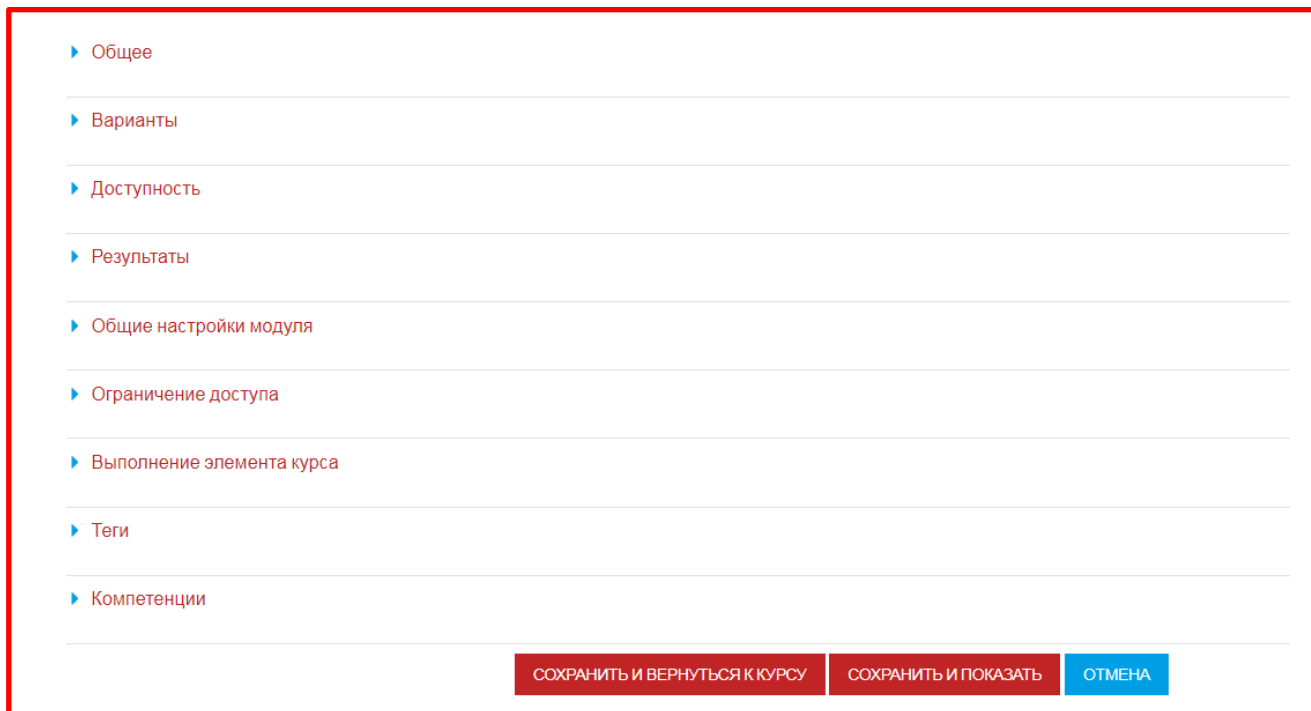 Общее
Варианты
Доступность
Результаты
Общие настройки модуля
Ограничение доступа
Выполнение элемента курса
Теги
Компетенции
СОХРАНИТЬ И ВЕРНУТЬСЯ К КУРСУ СОХРАНИТЬ И ПОКАЗАТЬ ОТМЕНА